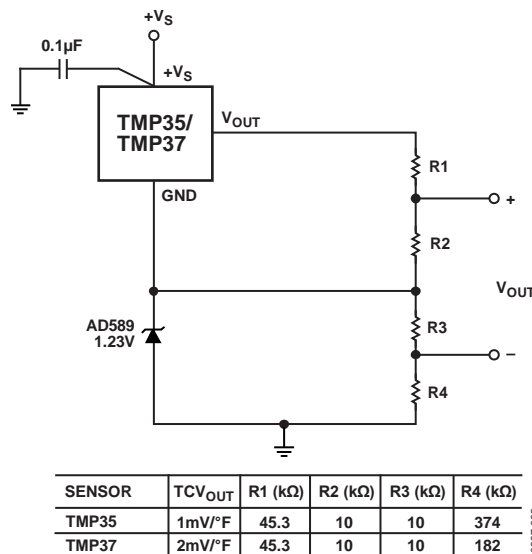 +VS
0.1µF
+VS
TMP35/
TMP37
VOUT
R1
GND
+
R2
VOUT
AD589
1.23V
R3
–
R4
SENSOR TCVOUT R1 (kΩ) R2 (kΩ) R3 (kΩ) R4 (kΩ)
TMP35 1mV/°F 45.3 10 10 374
TMP37 2mV/°F 45.3 10 10 182